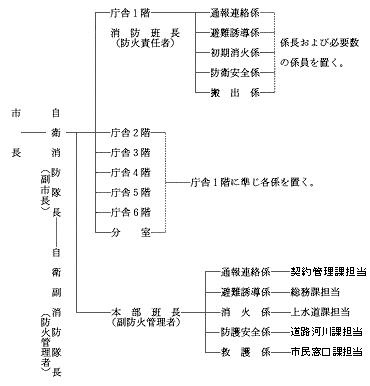 市長
自衛消防隊長
（副市長）
自衛副消防隊長
（防火管理者）
庁舎１階
消防班長
（防火責任者）
通報連絡係
避難誘導係
初期消火係
防衛安全係
搬出係
係長および必要数
の係員を置く。
庁舎２階
庁舎３階
庁舎４階
庁舎５階
庁舎６階
分室
庁舎１階に準じ各係を置く。
本部班長
（副防火管理者）
通報連絡係 契約管理課担当
避難誘導係 総務課担当
消火係 上水道課担当
防護安全係 道路河川課担当
救護係 市民窓口課担当